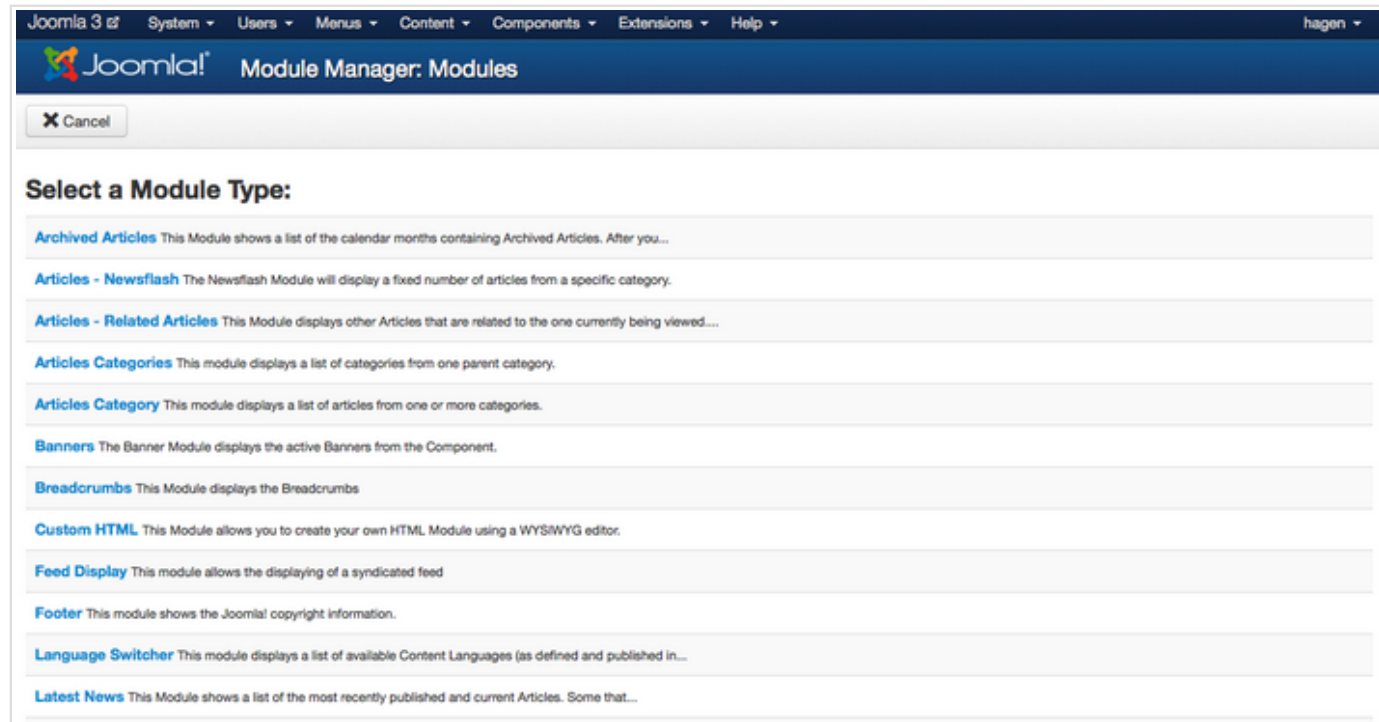 Joomla 3 System Users Menus Content Components Extensions Help hagen
Joomla!® Module Manager: Modules
Cancel
Select a Module Type:
Archived Articles This Module shows a list of the calendar months containing Archived Articles. After you...
Articles - Newsflash The Newsflash Module will display a fixed number of articles from a specific category.
Articles - Related Articles This Module displays other Articles that are related to the one currently being viewed....
Articles Categories This module displays a list of categories from one parent category.
Articles Category This module displays a list of articles from one or more categories.
Banners The Banner Module displays the active Banners from the Component.
Breadcrumbs This Module displays the Breadcrumbs
Custom HTML This Module allows you to create your own HTML Module using a WYSIWYG editor.
Feed Display This module allows the displaying of a syndicated feed
Footer This module shows the Joomla! copyright information.
Language Switcher This module displays a list of available Content Languages (as defined and published in...
Latest News This Module shows a list of the most recently published and current Articles. Some that...